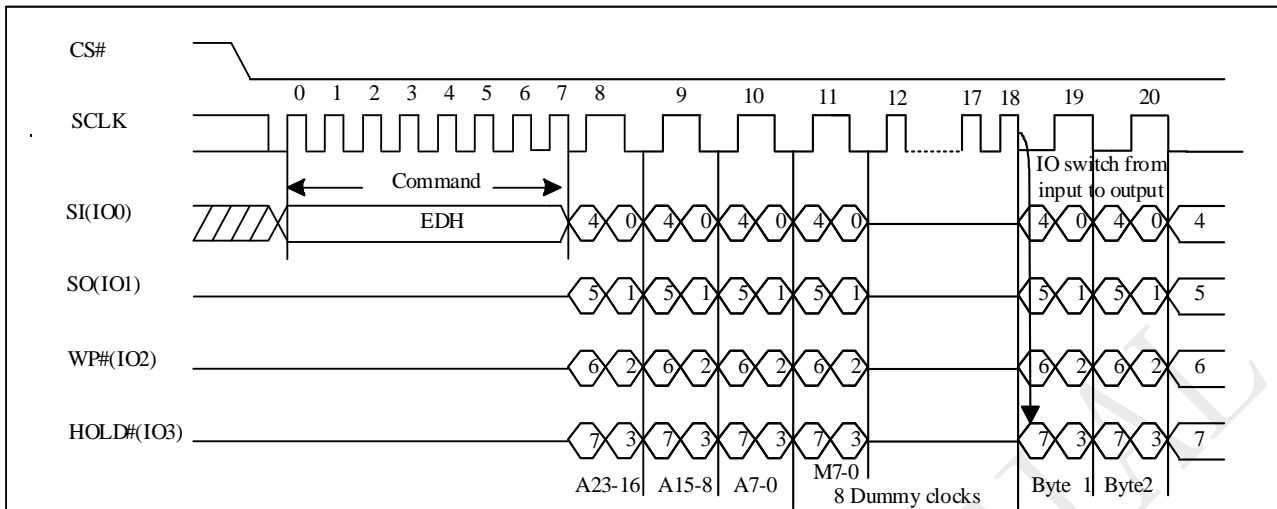 CS#
0 1 2 3 4 5 6 7 8 9 10 11 12 17 18 19 20
SCLK
IO switch from
input to output
Command
SI(IO0)
EDH
4 0 4 0 4 0 4 0 4 0 4 0 4
SO(IO1)
5 1 5 1 5 1 5 1 5 1 5 1 5
WP#(IO2)
6 2 6 2 6 2 6 2 6 2 6 2 6
HOLD#(IO3)
7 3 7 3 7 3 7 3 7 3 7 3 7
A23-16 A15-8 A7-0 M7-0 Byte 1 Byte2
8 Dummy clocks